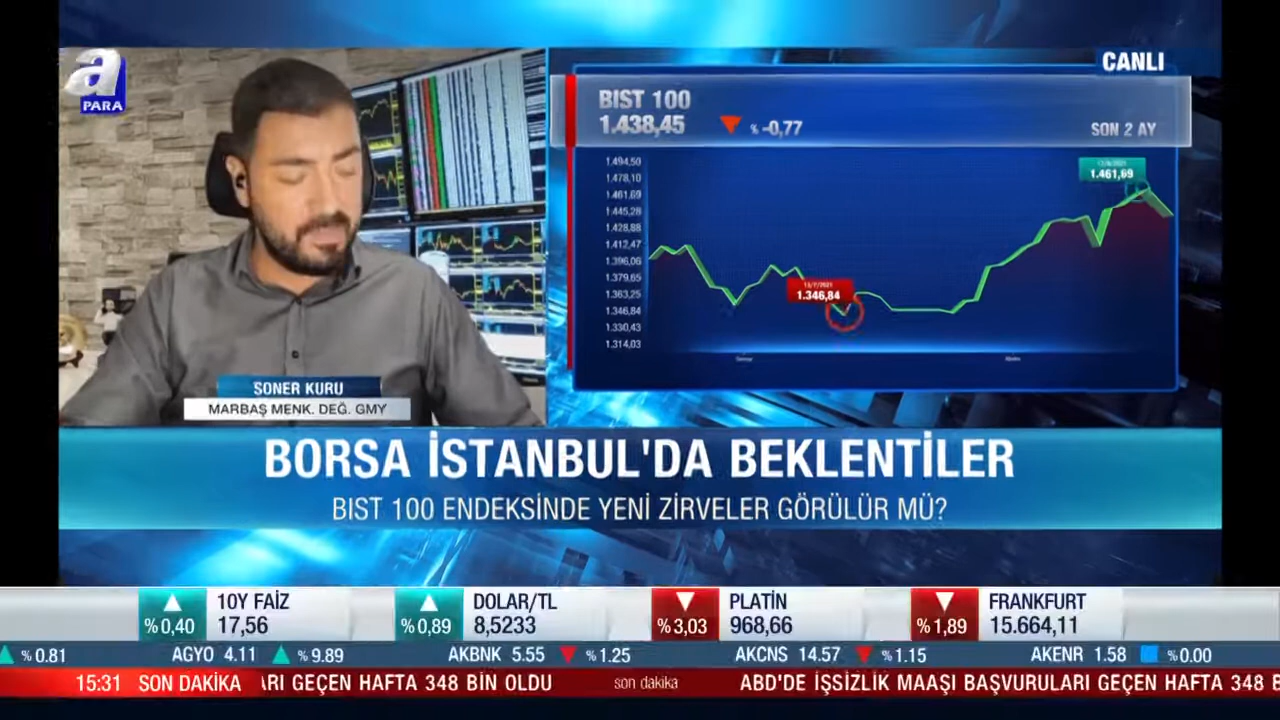 a
PARA
CANLI
BIST 100
1.438,45 ▼ % -0,77
SON 2 AY
1.494,50
1.478,10
1.461,69
1.445,28
1.428,88
1.412,47
1.396,06
1.379,65
1.363,25
1.346,84
1.330,43
1.314,03
1.461,69
13/7/2021
1.346,84
SONER KURU
MARBAŞ MENK. DEĞ. GMY
BORSA İSTANBUL'DA BEKLENTİLER
BIST 100 ENDEKSİNDE YENİ ZİRVELER GÖRÜLÜR MÜ?
▲ %0,40 10Y FAİZ 17,56
▲ %0,89 DOLAR/TL 8,5233
▼ %3,03 PLATİN 968,66
▼ %1,89 FRANKFURT 15.664,11
▲ %0.81 AGYO 4.11 ▲ %9.89 AKBNK 5.55 ▼ %1.25 AKCNS 14.57 ▼ %1.15 AKENR 1.58 %0.00
15:31 SON DAKİKA ARI GEÇEN HAFTA 348 BİN OLDU son dakika ABD'DE İŞSİZLİK MAAŞI BAŞVURULARI GEÇEN HAFTA 348 B